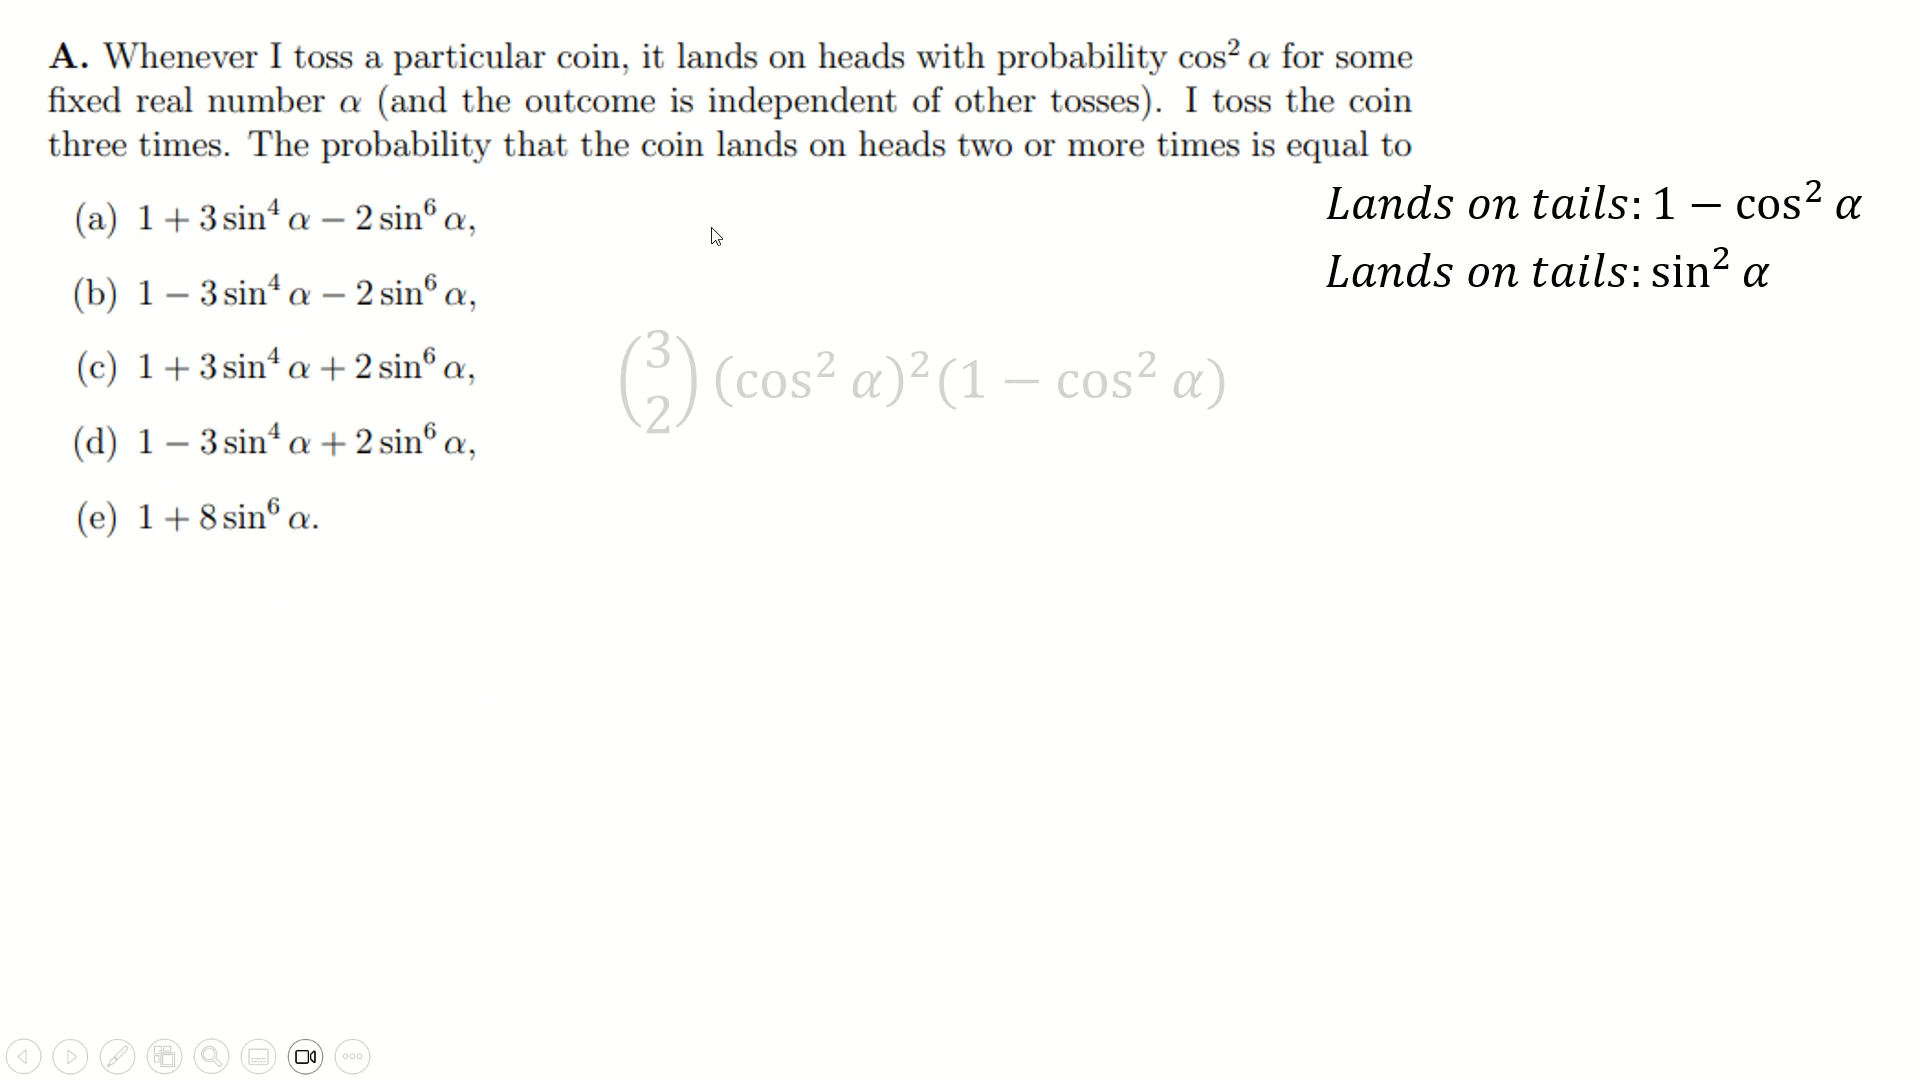 A. Whenever I toss a particular coin, it lands on heads with probability cos² α for some
fixed real number α (and the outcome is independent of other tosses). I toss the coin
three times. The probability that the coin lands on heads two or more times is equal to
Lands on tails: 1 − cos² α
(a) 1 + 3 sin⁴ α − 2 sin⁶ α,
Lands on tails: sin² α
(b) 1 − 3 sin⁴ α − 2 sin⁶ α,
(c) 1 + 3 sin⁴ α + 2 sin⁶ α,
(3 2) (cos² α)²(1 − cos² α)
(d) 1 − 3 sin⁴ α + 2 sin⁶ α,
(e) 1 + 8 sin⁶ α.